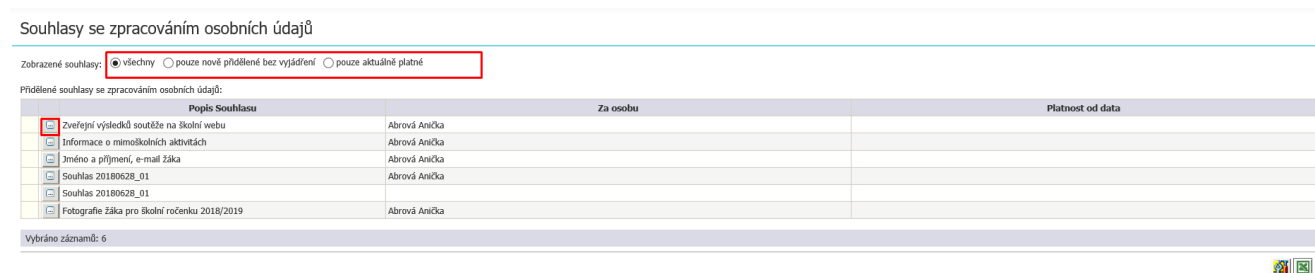 Souhlasy se zpracováním osobních údajů
Zobrazené souhlasy: všechny pouze nově přidělené bez vyjádření pouze aktuálně platné
Přidělené souhlasy se zpracováním osobních údajů:
Popis Souhlasu Za osobu Platnost od data
Zveřejní výsledků soutěže na školní webu Abrová Anička
Informace o mimoškolních aktivitách Abrová Anička
Jméno a příjmení, e-mail žáka Abrová Anička
Souhlas 20180628_01 Abrová Anička
Souhlas 20180628_01
Fotografie žáka pro školní ročenku 2018/2019 Abrová Anička
Vybráno záznamů: 6